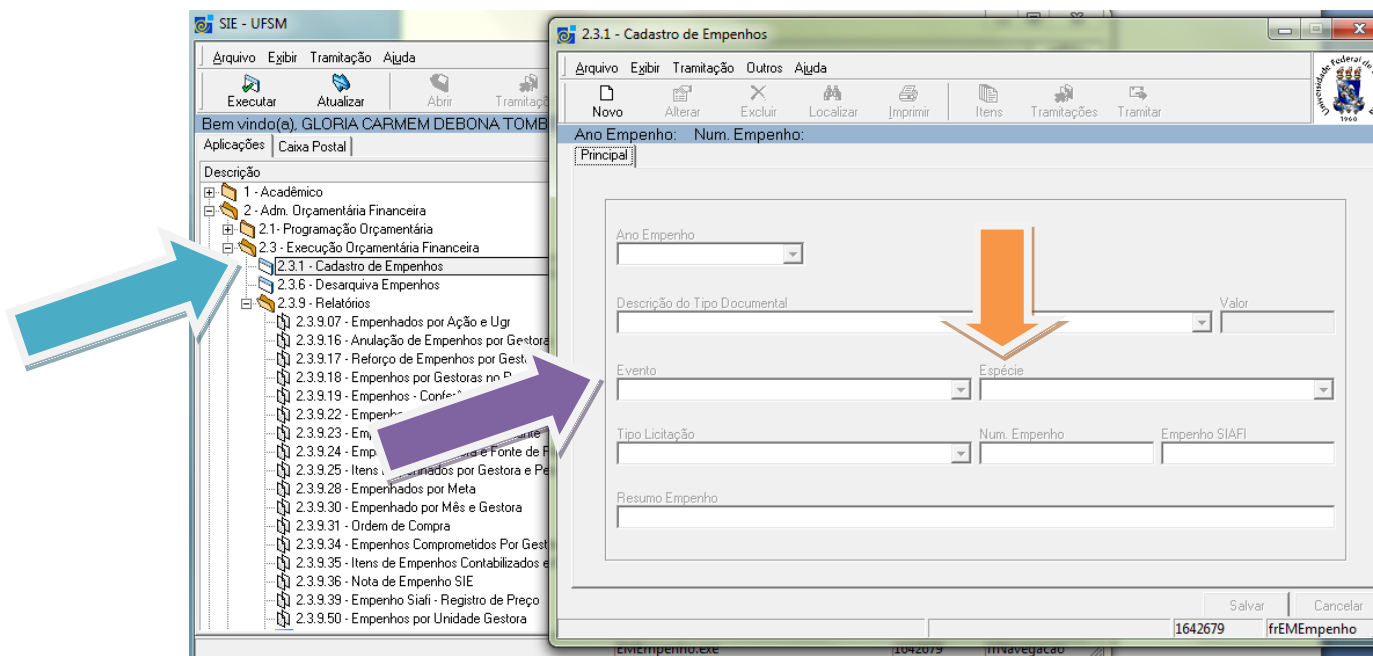 SIE - UFSM
Arquivo Exibir Tramitação Ajuda
Executar Atualizar Abrir
Bem vindo(a), GLORIA CARMEM DEBONA TOMB
Aplicações Caixa Postal
Descrição
1 - Acadêmico
2 - Adm. Orçamentária Financeira
2.1- Programação Orçamentária
2.3 - Execução Orçamentária Financeira
2.3.1 - Cadastro de Empenhos
2.3.6 - Desarquiva Empenhos
2.3.9 - Relatórios
2.3.9.07 - Empenhados por Ação e Ugr
2.3.9.16 - Anulação de Empenhos por Gestora
2.3.9.17 - Reforço de Empenhos por Gest
2.3.9.18 - Empenhos por Gestoras no
2.3.9.19 - Empenhos -
2.3.9.22 -
2.3.9.23 -
2.3.9.24 - e Fonte de
2.3.9.25 - Itens por Gestora e Pe
2.3.9.28 - Empenhados por Meta
2.3.9.30 - Empenhado por Mês e Gestora
2.3.9.31 - Ordem de Compra
2.3.9.34 - Empenhos Comprometidos Por Gest
2.3.9.35 - Itens de Empenhos Contabilizados e
2.3.9.36 - Nota de Empenho SIE
2.3.9.39 - Empenho Siafi - Registro de Preço
2.3.9.50 - Empenhos por Unidade Gestora
EMEmpenho.exe 1642679 frNavegacao
2.3.1 - Cadastro de Empenhos
Arquivo Exibir Tramitação Outros Ajuda
Novo Alterar Excluir Localizar Imprimir Itens Tramitações Tramitar
Universidade Federal de
1960
Ano Empenho: Num. Empenho:
Principal
Ano Empenho
Descrição do Tipo Documental Valor
Evento Espécie
Tipo Licitação Num. Empenho Empenho SIAFI
Resumo Empenho
Salvar Cancelar
1642679 frEMEmpenho